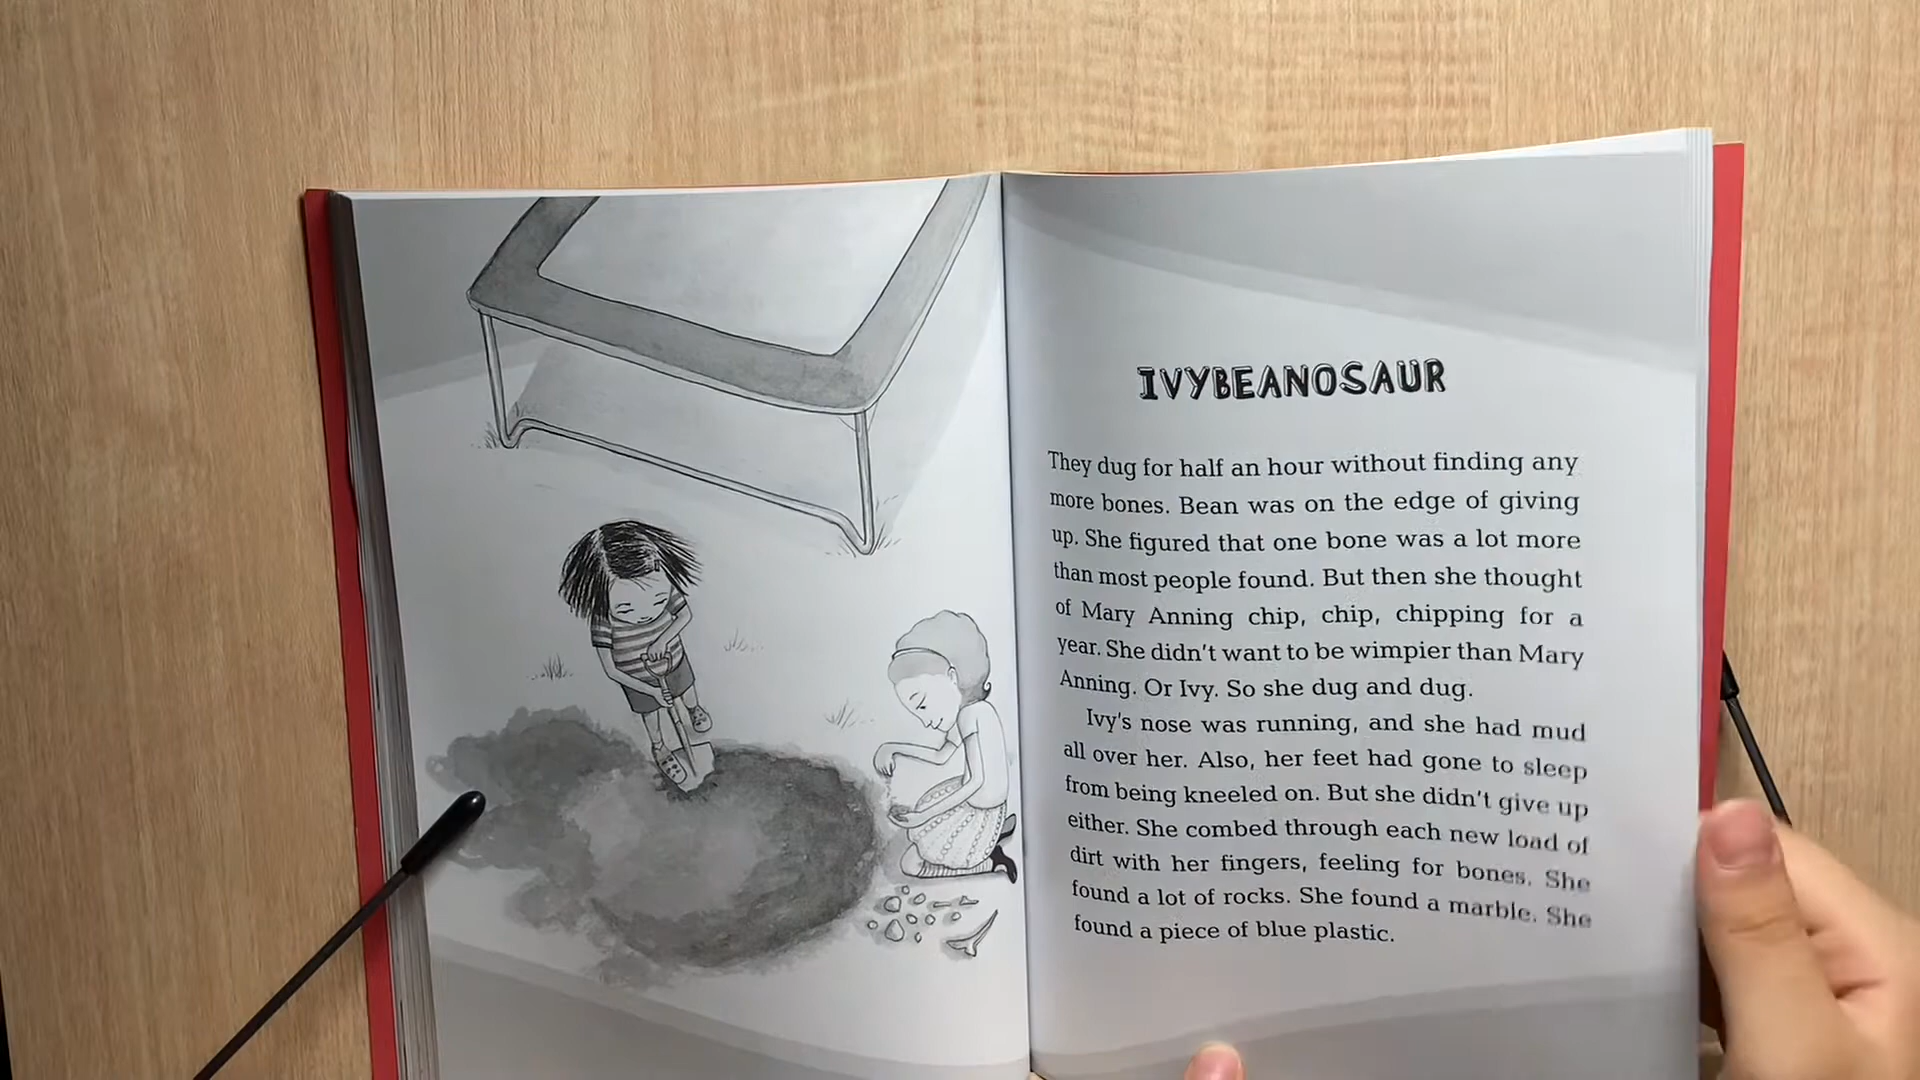 IVYBEANOSAUR
They dug for half an hour without finding any
more bones. Bean was on the edge of giving
up. She figured that one bone was a lot more
than most people found. But then she thought
of Mary Anning chip, chip, chipping for a
year. She didn't want to be wimpier than Mary
Anning. Or Ivy. So she dug and dug.
Ivy's nose was running, and she had mud
all over her. Also, her feet had gone to sleep
from being kneeled on. But she didn't give up
either. She combed through each new load of
dirt with her fingers, feeling for bones. She
found a lot of rocks. She found a marble. She
found a piece of blue plastic.